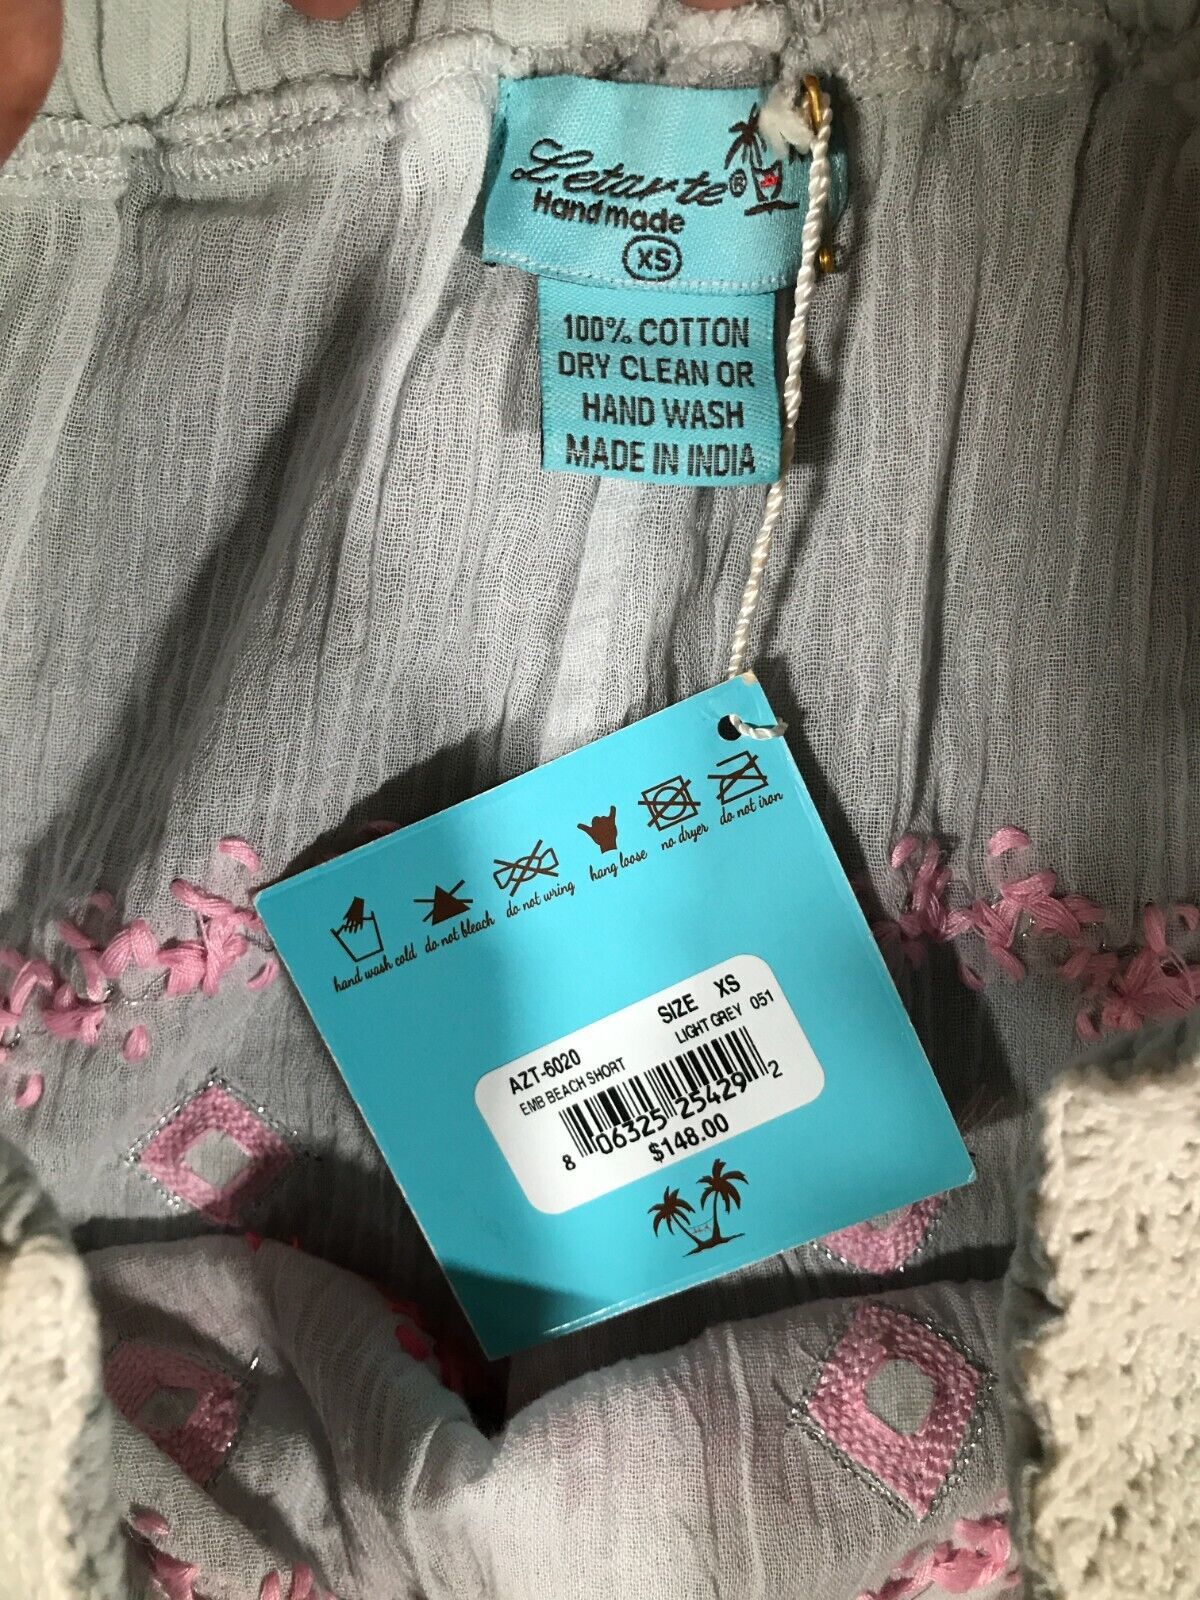 Letarte®
Handmade
XS
100% COTTON
DRY CLEAN OR
HAND WASH
MADE IN INDIA
hand wash cold
do not bleach
do not wring
hang loose
no dryer
do not iron
SIZE XS
AZT-6020
LIGHT GREY 051
EMB BEACH SHORT
8 06325 25429 2
$148.00